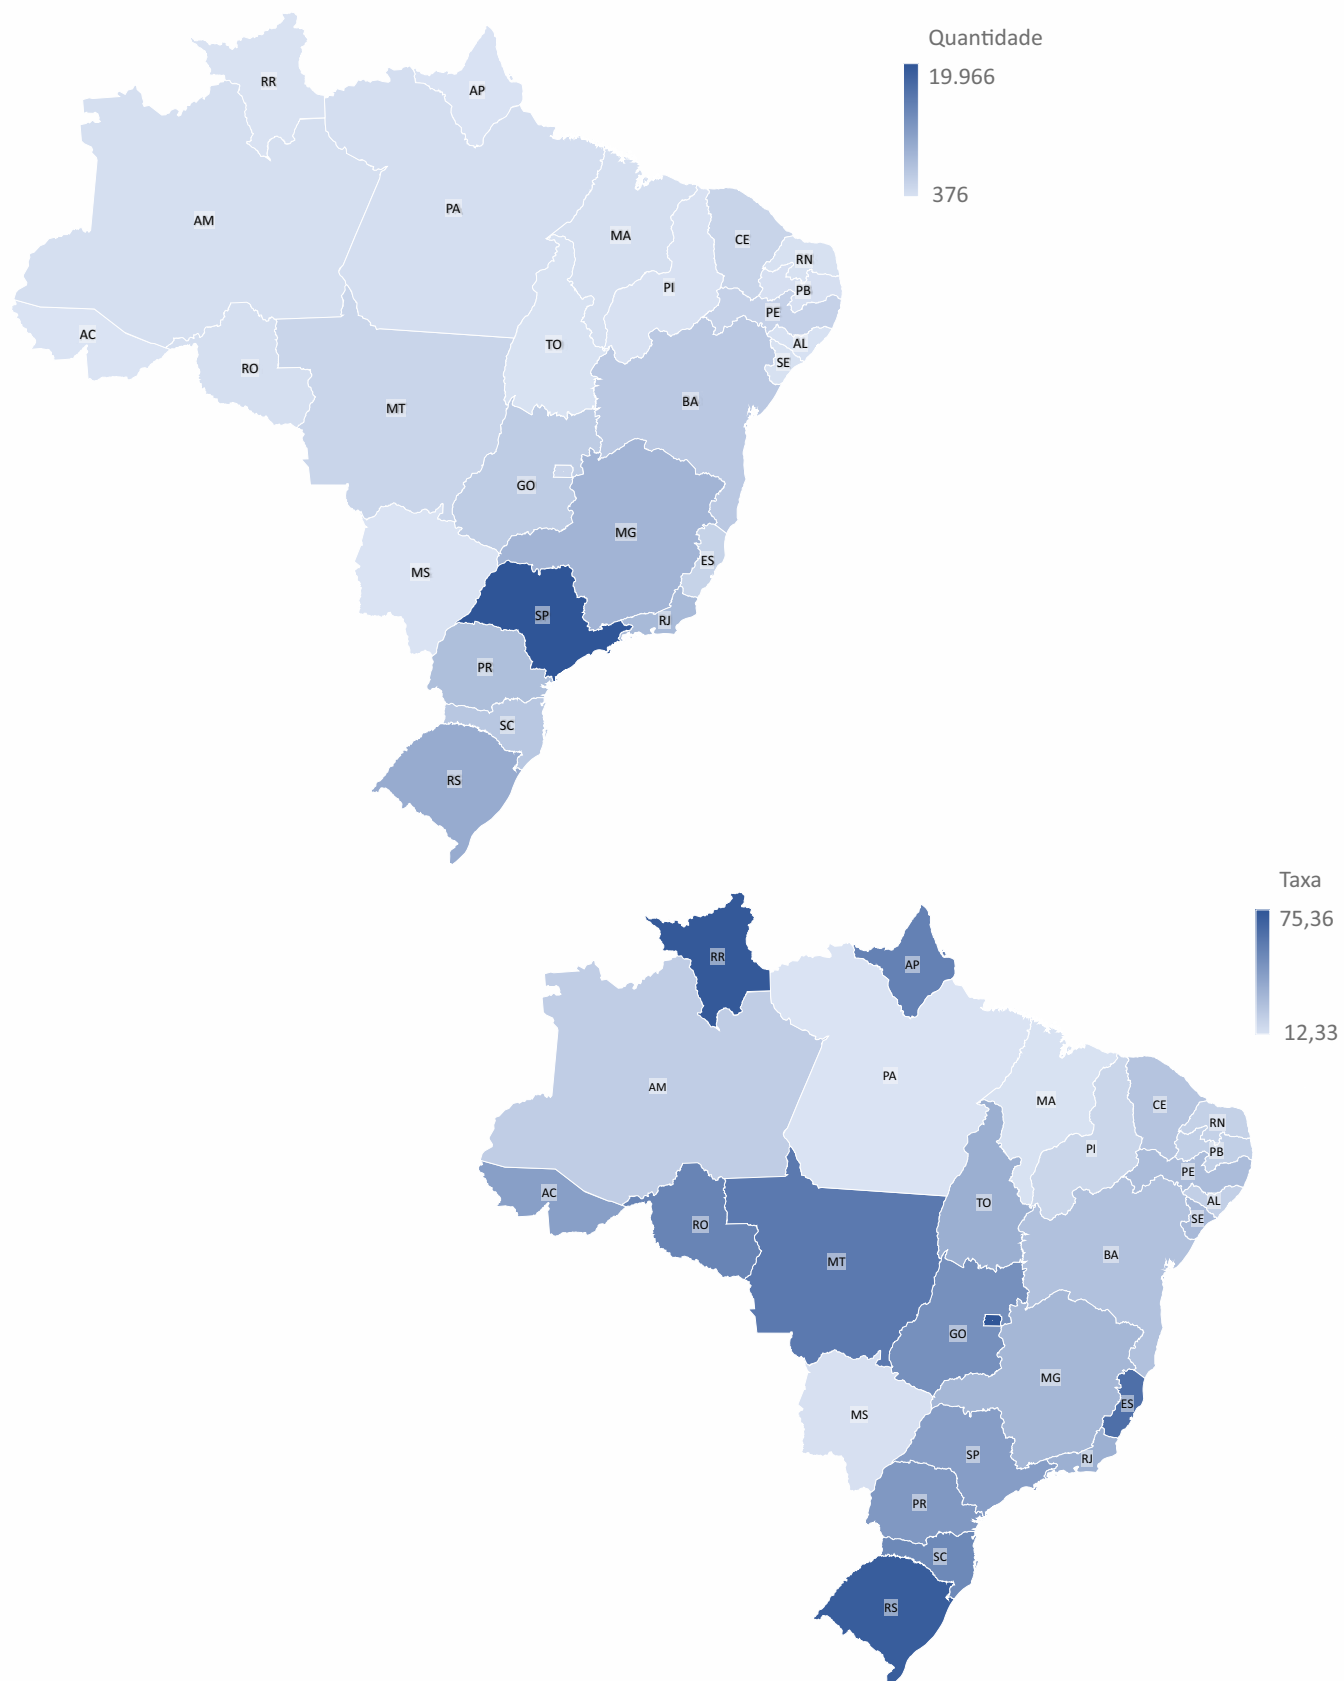 Quantidade
19.966
376
RR
AP
AM
PA
MA
CE
RN
PI
PB
PE
AC
TO
AL
RO
SE
MT
BA
GO
MG
MS
ES
SP
RJ
PR
SC
RS
Taxa
75,36
12,33
RR
AP
PA
AM
MA
CE
RN
PI
PB
PE
AC
TO
AL
RO
SE
MT
BA
GO
MG
MS
ES
SP
RJ
PR
SC
RS